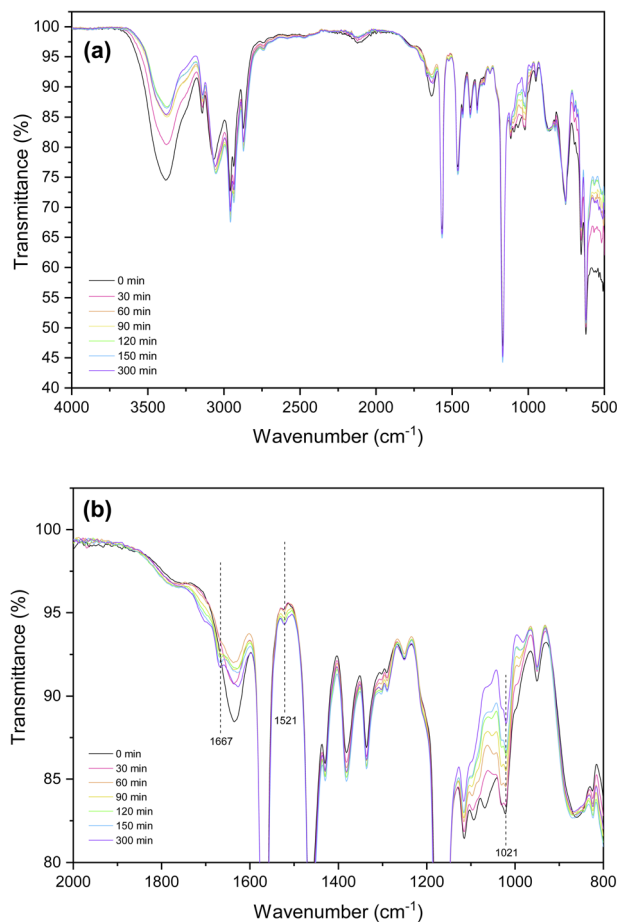 (a)
100
95
90
85
80
75
70
65
60
55
50
45
40
Transmittance (%)
0 min
30 min
60 min
90 min
120 min
150 min
300 min
4000 3500 3000 2500 2000 1500 1000 500
Wavenumber (cm⁻¹)
(b)
100
95
90
85
80
Transmittance (%)
1667
1521
1021
0 min
30 min
60 min
90 min
120 min
150 min
300 min
2000 1800 1600 1400 1200 1000 800
Wavenumber (cm⁻¹)